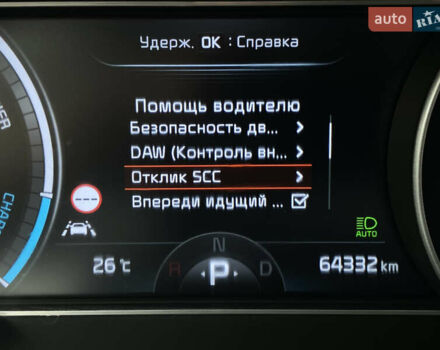 auto RIA
Удерж. OK : Справка
Помощь водителю
Безопасность дв... >
DAW (Контроль вн... >
Отклик SCC >
Впереди идущий ...
AUTO
26 °C
64332 km
N
R P D
CHARGE